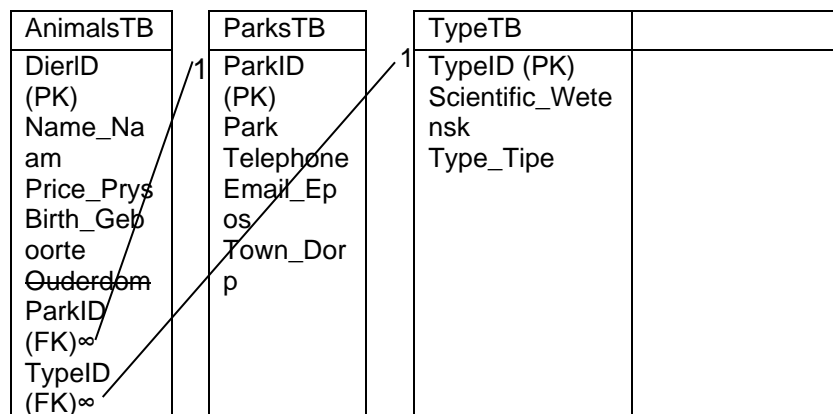 AnimalsTB
DierID
(PK)
Name_Na
am
Price_Prys
Birth_Geb
oorte
Ouderdom
ParkID
(FK)∞
TypeID
(FK)∞
1
ParksTB
ParkID
(PK)
Park
Telephone
Email_Ep
os
Town_Dor
p
1
TypeTB
TypeID (PK)
Scientific_Wete
nsk
Type_Tipe